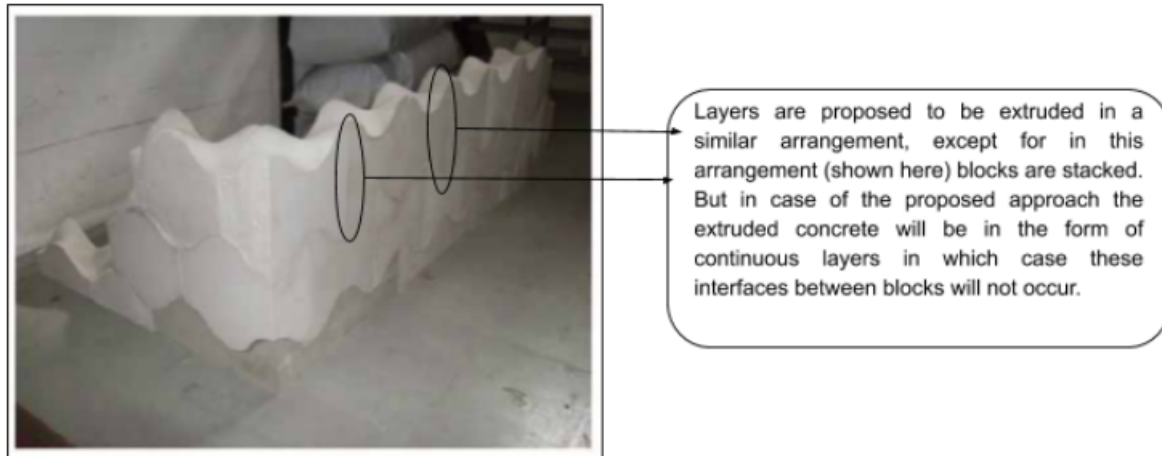 Layers are proposed to be extruded in a
similar arrangement, except for in this
arrangement (shown here) blocks are stacked.
But in case of the proposed approach the
extruded concrete will be in the form of
continuous layers in which case these
interfaces between blocks will not occur.